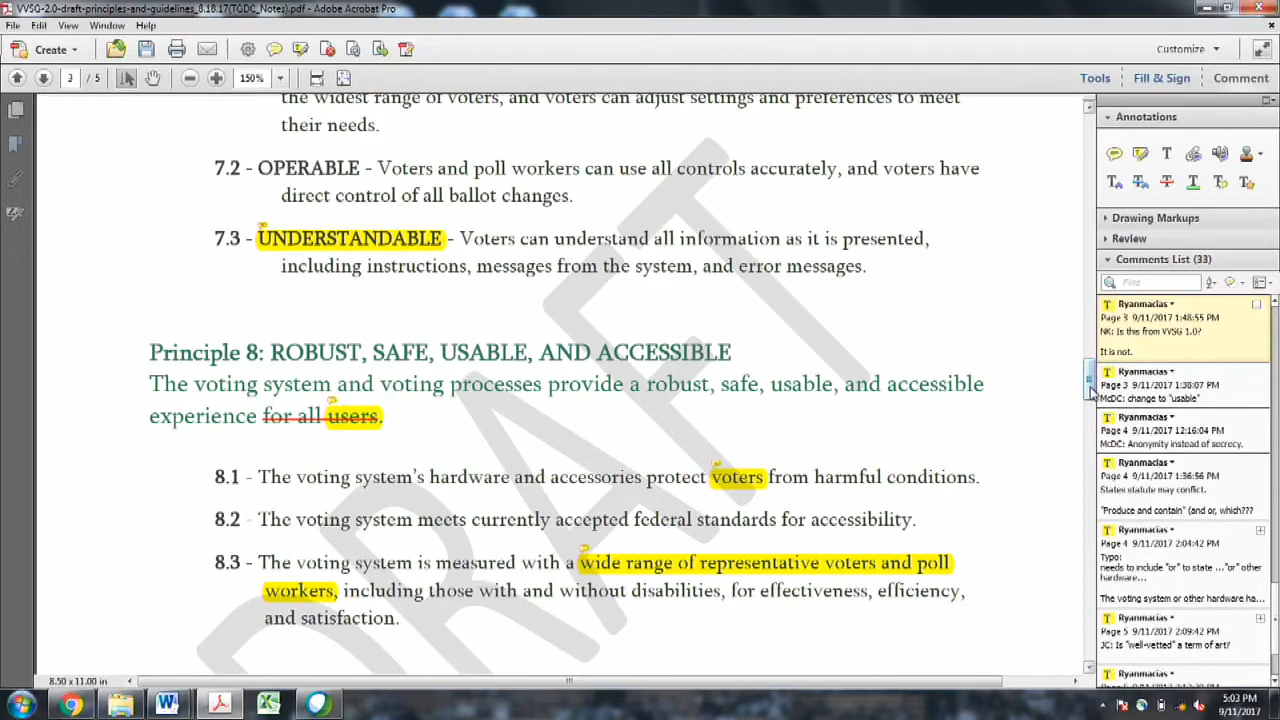 VVSG-2.0-draft-principles-and-guidelines_8.18.17(TGDC_Notes).pdf - Adobe Acrobat Pro
File Edit View Window Help
Create Customize
3 / 5 150% Tools Fill & Sign Comment
the widest range of voters, and voters can adjust settings and preferences to meet
their needs.
7.2 - OPERABLE - Voters and poll workers can use all controls accurately, and voters have
direct control of all ballot changes.
7.3 - UNDERSTANDABLE - Voters can understand all information as it is presented,
including instructions, messages from the system, and error messages.
Principle 8: ROBUST, SAFE, USABLE, AND ACCESSIBLE
The voting system and voting processes provide a robust, safe, usable, and accessible
experience for all users.
8.1 - The voting system's hardware and accessories protect voters from harmful conditions.
8.2 - The voting system meets currently accepted federal standards for accessibility.
8.3 - The voting system is measured with a wide range of representative voters and poll
workers, including those with and without disabilities, for effectiveness, efficiency,
and satisfaction.
DRAFT
8.50 x 11.00 in
Annotations
Drawing Markups
Review
Comments List (33)
Find
Ryanmacias
Page 3 9/11/2017 1:48:55 PM
NK: Is this from VVSG 1.0?
It is not.
Ryanmacias
Page 3 9/11/2017 1:38:07 PM
McDC: change to "usable"
Ryanmacias
Page 4 9/11/2017 12:16:04 PM
McDC: Anonymity instead of secrecy.
Ryanmacias
Page 4 9/11/2017 1:56:56 PM
States statute may conflict.
"Produce and contain" (and or, which???
Ryanmacias
Page 4 9/11/2017 2:04:42 PM
Typo:
needs to include "or" to state ..."or" other
hardware...
The voting system or other hardware ha...
Ryanmacias
Page 5 9/11/2017 2:09:42 PM
JC: Is "well-vetted" a term of art?
Ryanmacias
5:03 PM
9/11/2017